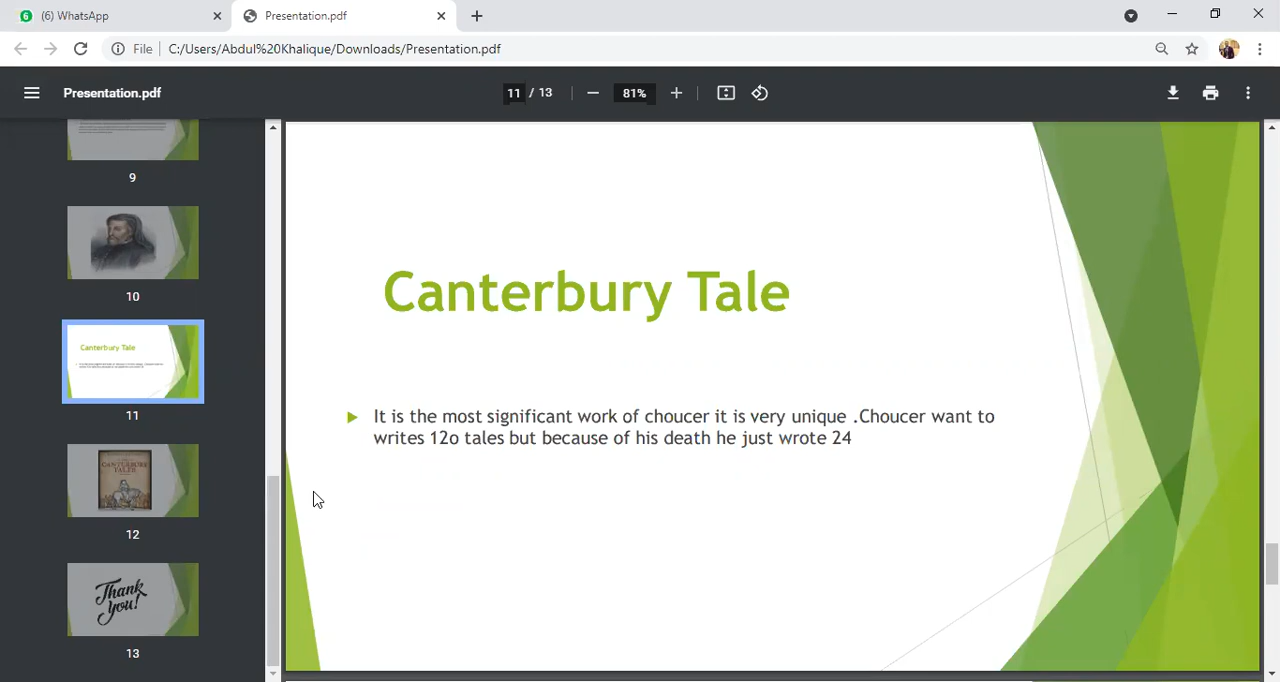 (6) WhatsApp
Presentation.pdf
File
C:/Users/Abdul%20Khalique/Downloads/Presentation.pdf
Presentation.pdf
11 / 13
81%
9
10
Canterbury Tale
11
CANTERBURY
TALES
12
Thank
you!
13
Canterbury Tale
It is the most significant work of choucer it is very unique .Choucer want to
writes 12o tales but because of his death he just wrote 24